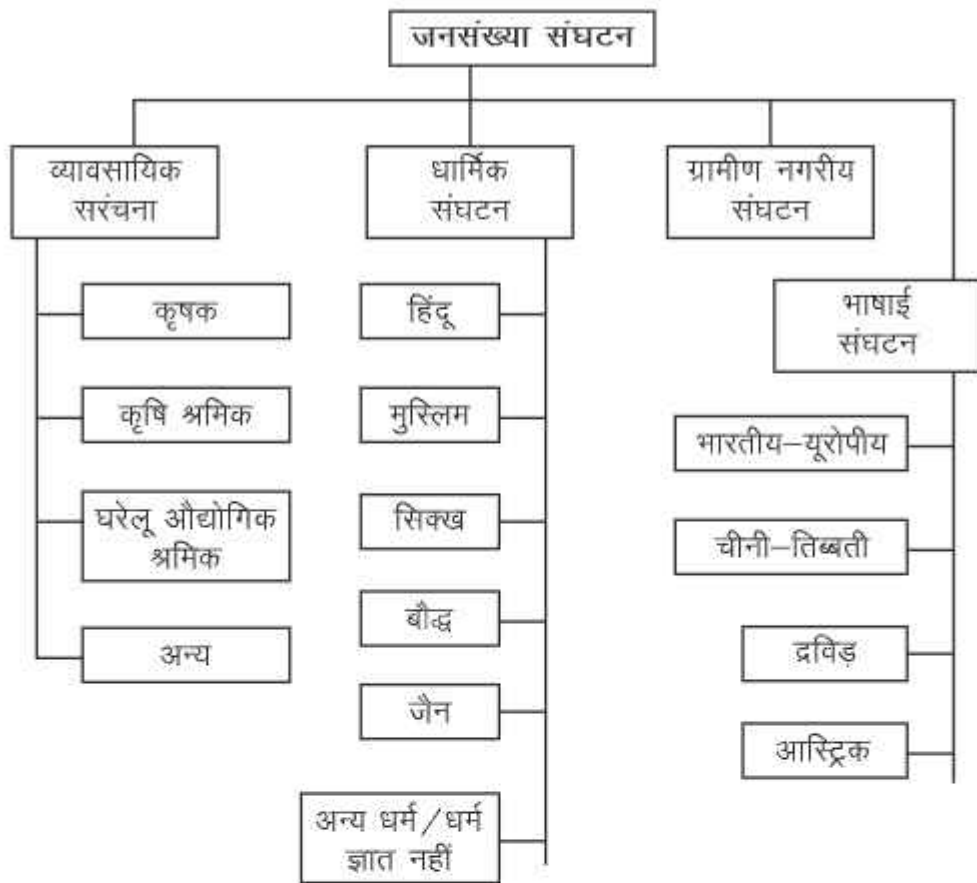 जनसंख्या संघटन
व्यावसायिक
सरंचना
धार्मिक
संघटन
ग्रामीण नगरीय
संघटन
भाषाई
संघटन
कृषक
कृषि श्रमिक
घरेलू औद्योगिक
श्रमिक
अन्य
हिंदू
मुस्लिम
सिक्ख
बौद्ध
जैन
अन्य धर्म/धर्म
ज्ञात नहीं
भारतीय–यूरोपीय
चीनी–तिब्बती
द्रविड़
आस्ट्रिक